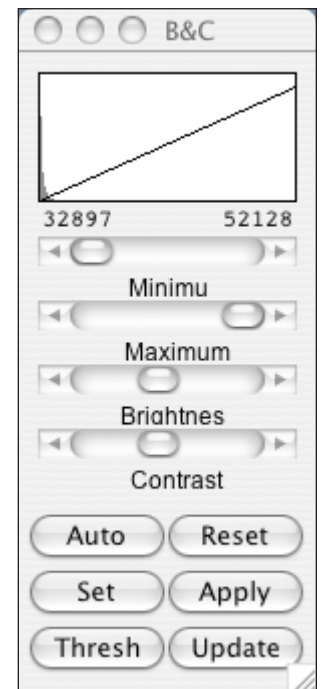 B&C
32897 52128
Minimu
Maximum
Brightnes
Contrast
Auto Reset
Set Apply
Thresh Update